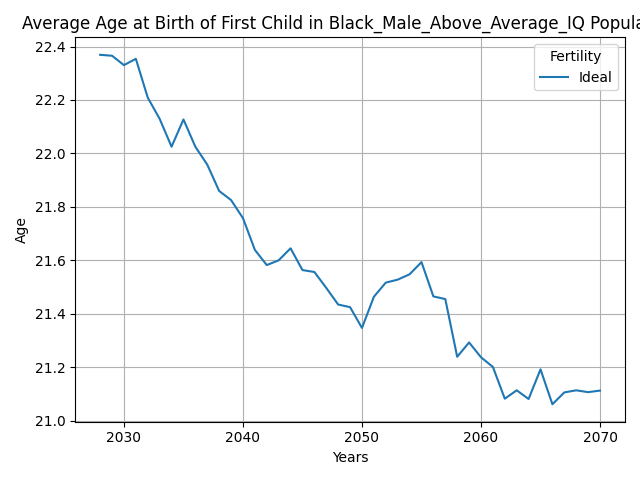 Average Age at Birth of First Child in Black_Male_Above_Average_IQ Popula
Fertility
Ideal
22.4
22.2
22.0
21.8
21.6
21.4
21.2
21.0
Age
2030 2040 2050 2060 2070
Years